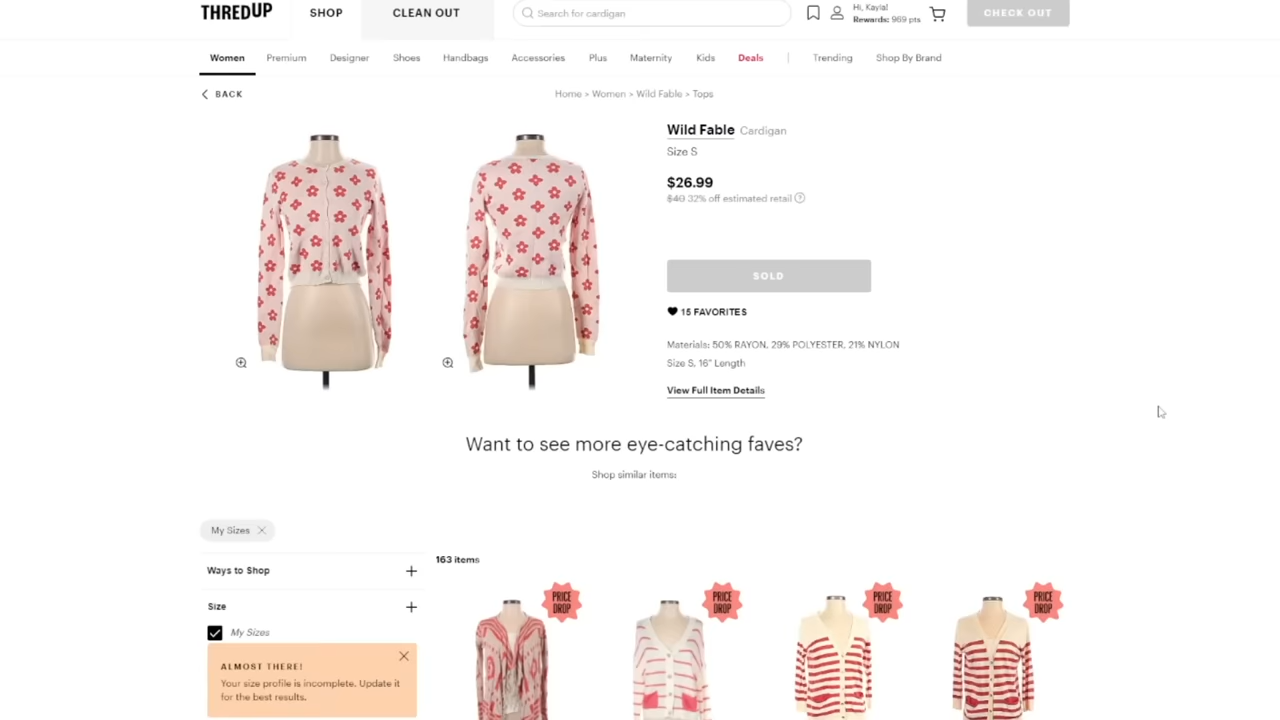 THREDUP
SHOP
CLEAN OUT
Search for cardigan
Hi, Kayla!
Rewards: 969 pts
CHECK OUT
Women
Premium
Designer
Shoes
Handbags
Accessories
Plus
Maternity
Kids
Deals
Trending
Shop By Brand
BACK
Home > Women > Wild Fable > Tops
Wild Fable Cardigan
Size S
$26.99
$40 32% off estimated retail
SOLD
15 FAVORITES
Materials: 50% RAYON, 29% POLYESTER, 21% NYLON
Size S, 16" Length
View Full Item Details
Want to see more eye-catching faves?
Shop similar items:
My Sizes
163 items
Ways to Shop
Size
My Sizes
ALMOST THERE!
Your size profile is incomplete. Update it
for the best results.
PRICE
DROP
PRICE
DROP
PRICE
DROP
PRICE
DROP